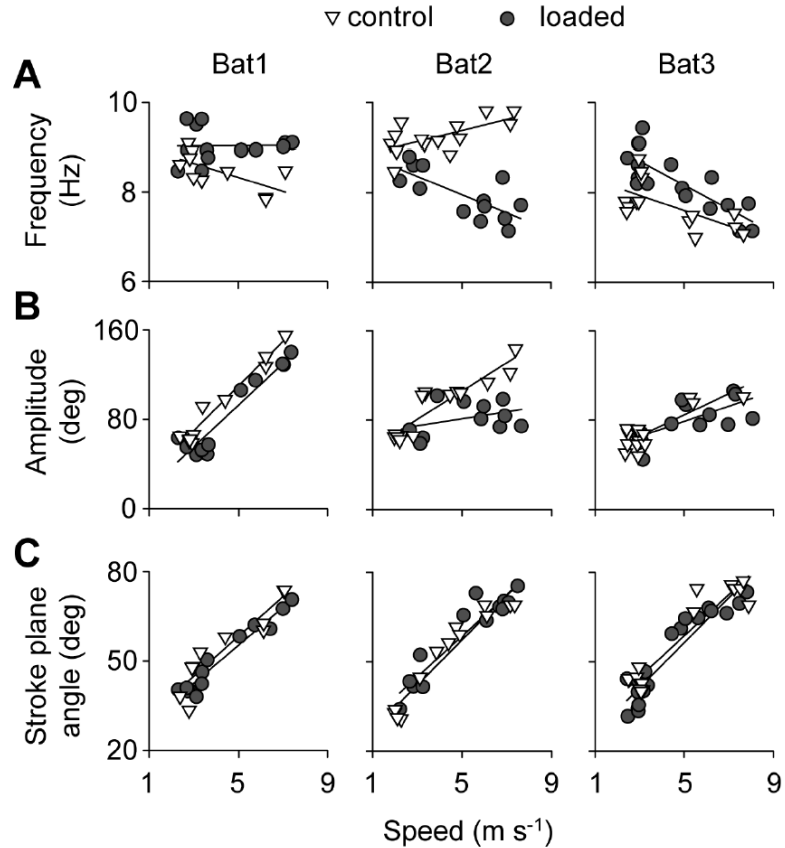 control loaded
Bat1 Bat2 Bat3
A
Frequency
(Hz)
10
8
6
B
Amplitude
(deg)
160
80
0
C
Stroke plane
angle (deg)
80
50
20
1 5 9 1 5 9 1 5 9
Speed (m s⁻¹)